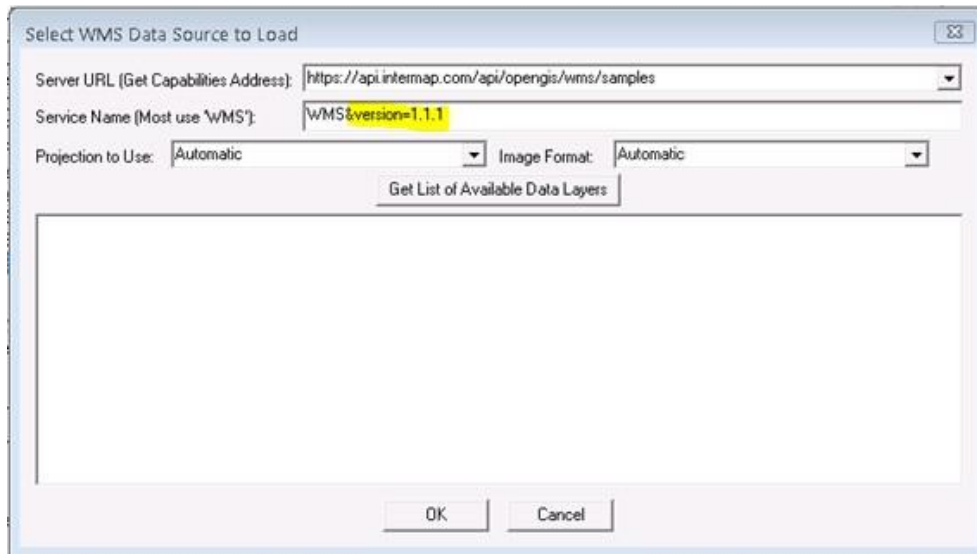 Select WMS Data Source to Load
Server URL (Get Capabilities Address): https://api.intermap.com/api/opengis/wms/samples
Service Name (Most use 'WMS'): WMS&version=1.1.1
Projection to Use: Automatic Image Format: Automatic
Get List of Available Data Layers
OK Cancel